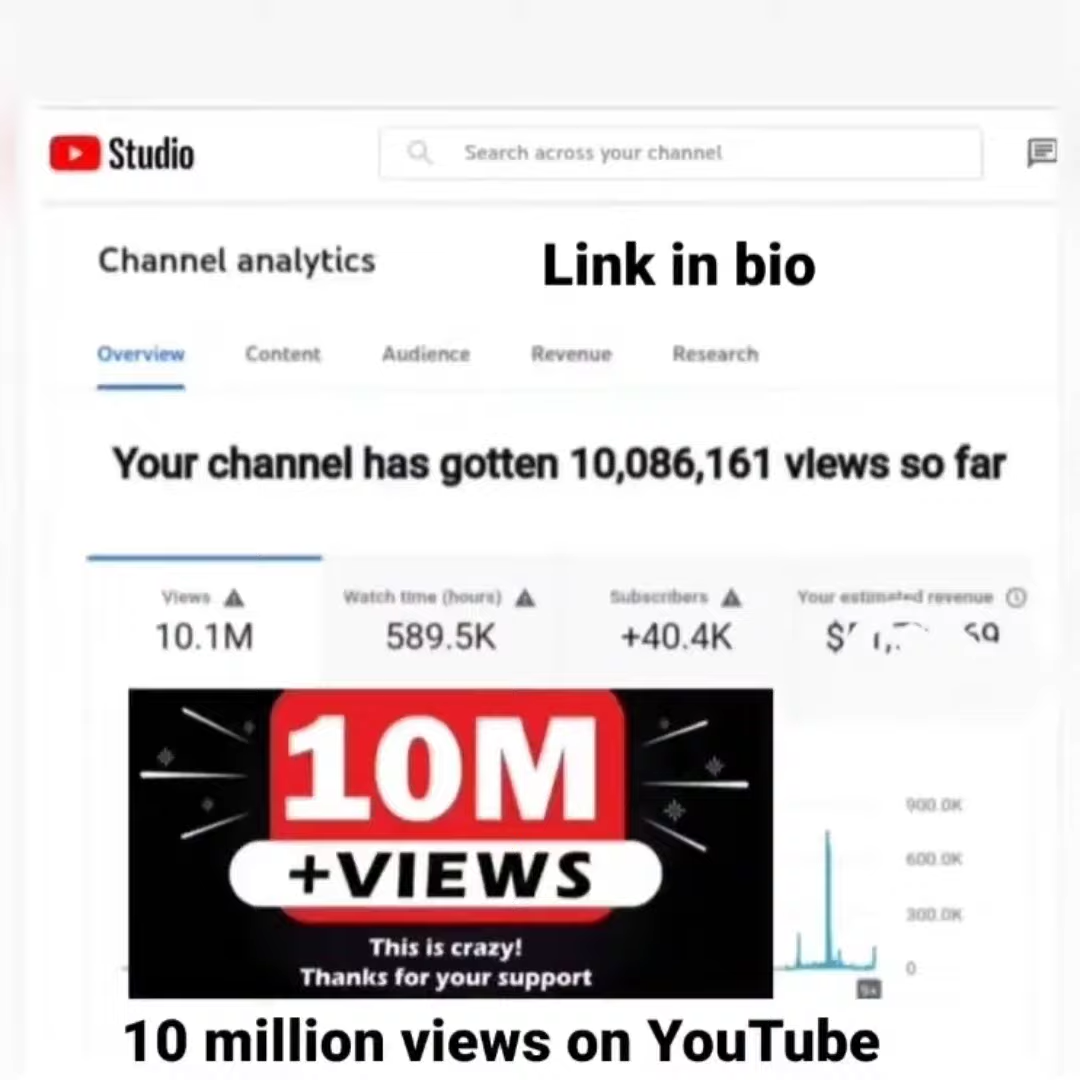 Studio
Search across your channel
Channel analytics
Link in bio
Overview Content Audience Revenue Research
Your channel has gotten 10,086,161 views so far
Views Watch time (hours) Subscribers Your estimated revenue
10.1M 589.5K +40.4K $
10M
+VIEWS
This is crazy!
Thanks for your support
900.0K
600.0K
300.0K
0
10 million views on YouTube